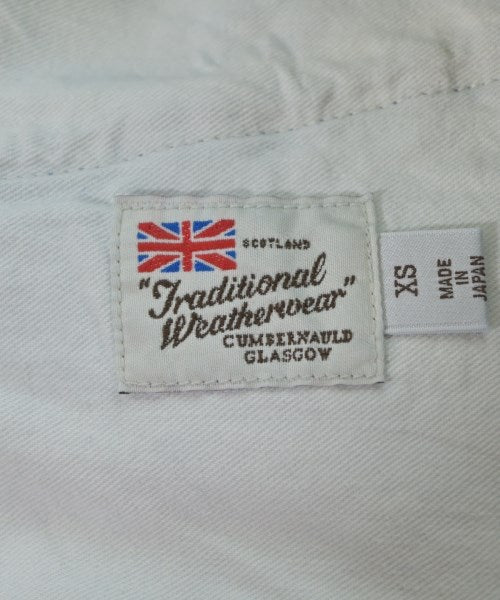 SCOTLAND
"Traditional
Weatherwear"
CUMBERNAULD
GLASGOW
XS
MADE
IN
JAPAN